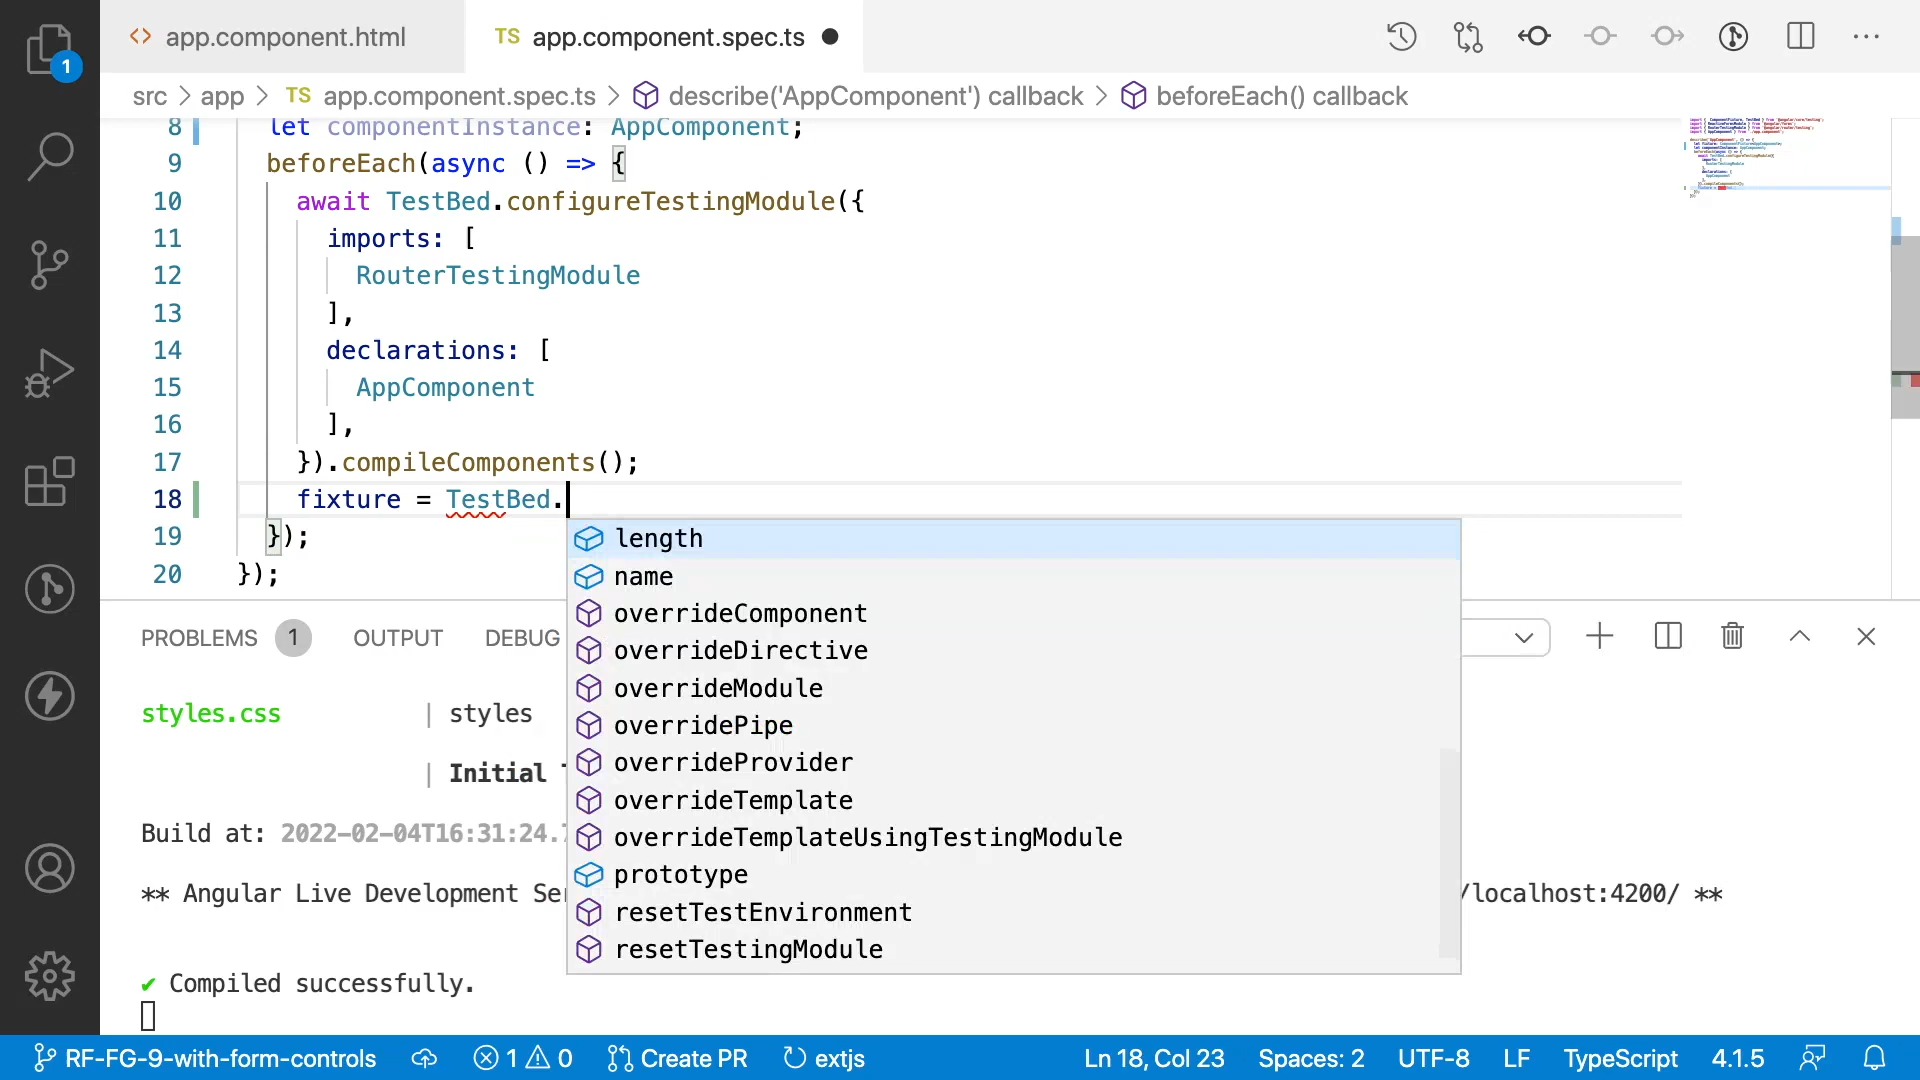 1
<> app.component.html
TS app.component.spec.ts
src > app > TS app.component.spec.ts > describe('AppComponent') callback > beforeEach() callback
8 let componentInstance: AppComponent;
9 beforeEach(async () => {
10 await TestBed.configureTestingModule({
11 imports: [
12 RouterTestingModule
13 ],
14 declarations: [
15 AppComponent
16 ],
17 }).compileComponents();
18 fixture = TestBed.
19 });
20 });
length
name
overrideComponent
overrideDirective
overrideModule
overridePipe
overrideProvider
overrideTemplate
overrideTemplateUsingTestingModule
prototype
resetTestEnvironment
resetTestingModule
PROBLEMS 1 OUTPUT DEBUG
styles.css | styles
| Initial
Build at: 2022-02-04T16:31:24.
** Angular Live Development /localhost:4200/ **
✔ Compiled successfully.
RF-FG-9-with-form-controls 1 0 Create PR extjs Ln 18, Col 23 Spaces: 2 UTF-8 LF TypeScript 4.1.5